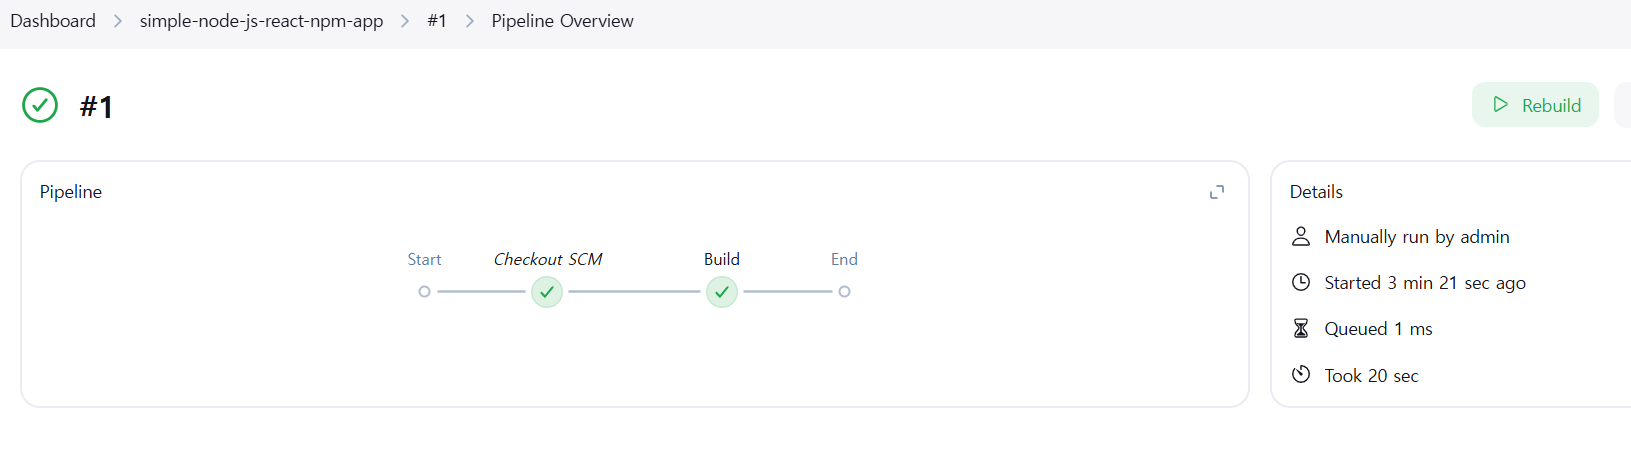 Dashboard > simple-node-js-react-npm-app > #1 > Pipeline Overview
#1
Rebuild
Pipeline
Start Checkout SCM Build End
Details
Manually run by admin
Started 3 min 21 sec ago
Queued 1 ms
Took 20 sec